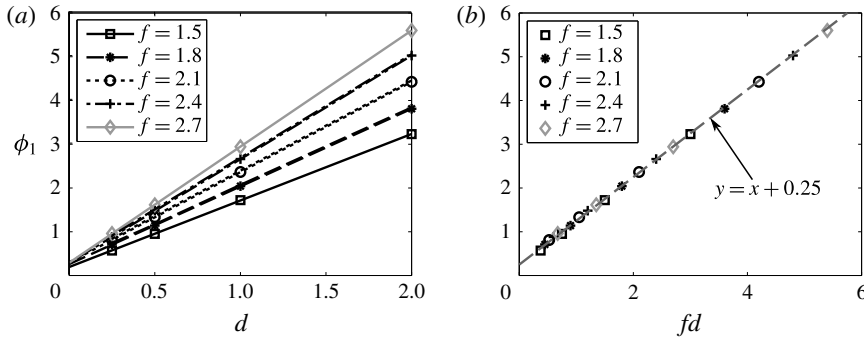 (a)
6
5
4
3
2
1
0
0.5
1.0
1.5
2.0
ϕ₁
d
f = 1.5
f = 1.8
f = 2.1
f = 2.4
f = 2.7
(b)
6
5
4
3
2
1
0
2
4
6
fd
f = 1.5
f = 1.8
f = 2.1
f = 2.4
f = 2.7
y = x + 0.25